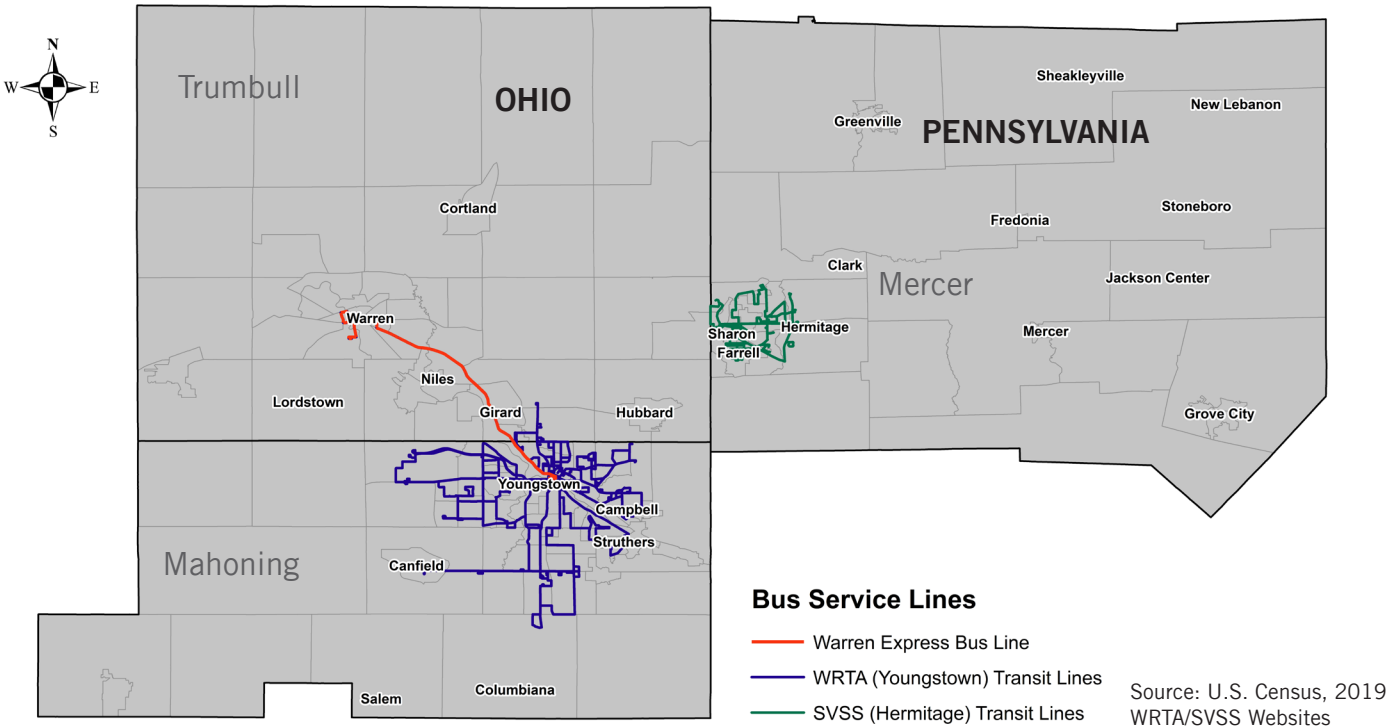 N
W
E
S
Trumbull
OHIO
Sheakleyville
New Lebanon
Greenville
PENNSYLVANIA
Cortland
Fredonia
Stoneboro
Clark
Mercer
Jackson Center
Warren
Sharon
Hermitage
Farrell
Mercer
Niles
Lordstown
Girard
Hubbard
Grove City
Youngstown
Campbell
Struthers
Mahoning
Canfield
Salem
Columbiana
Bus Service Lines
Warren Express Bus Line
WRTA (Youngstown) Transit Lines
SVSS (Hermitage) Transit Lines
Source: U.S. Census, 2019
WRTA/SVSS Websites